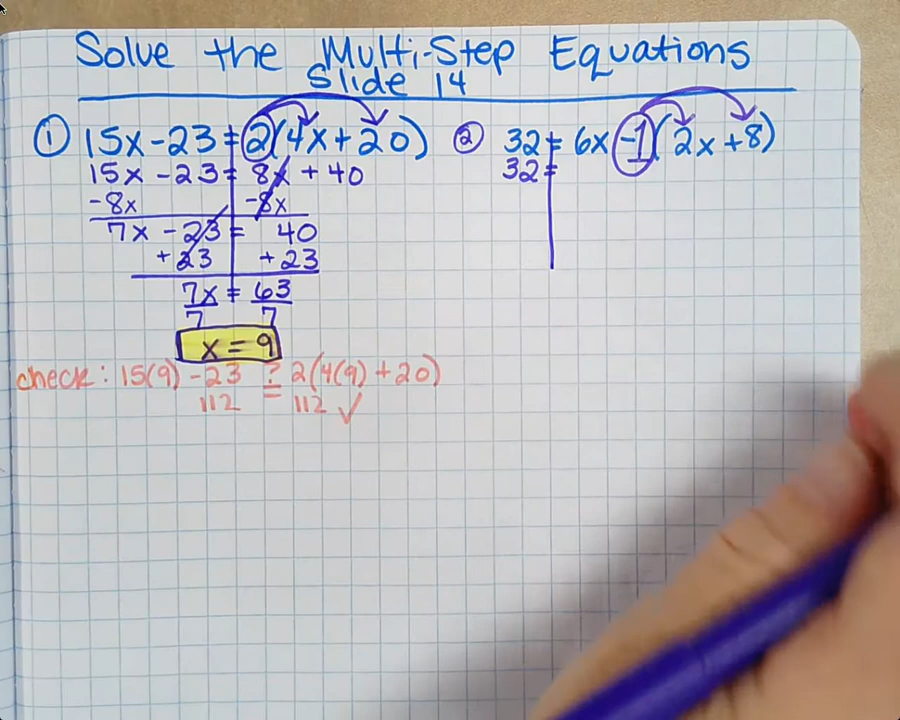 Solve the Multi-Step Equations
Slide 14
① 15x - 23 = 2(4x + 20)
15x - 23 = 8x + 40
-8x -8x
7x - 23 = 40
+23 +23
7x = 63
7 7
x = 9
check: 15(9) - 23 ?= 2(4(9) + 20)
112 112 ✓
② 32 = 6x -1(2x + 8)
32 =